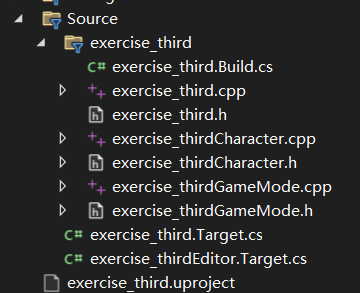 Source
exercise_third
exercise_third.Build.cs
exercise_third.cpp
exercise_third.h
exercise_thirdCharacter.cpp
exercise_thirdCharacter.h
exercise_thirdGameMode.cpp
exercise_thirdGameMode.h
exercise_third.Target.cs
exercise_thirdEditor.Target.cs
exercise_third.uproject